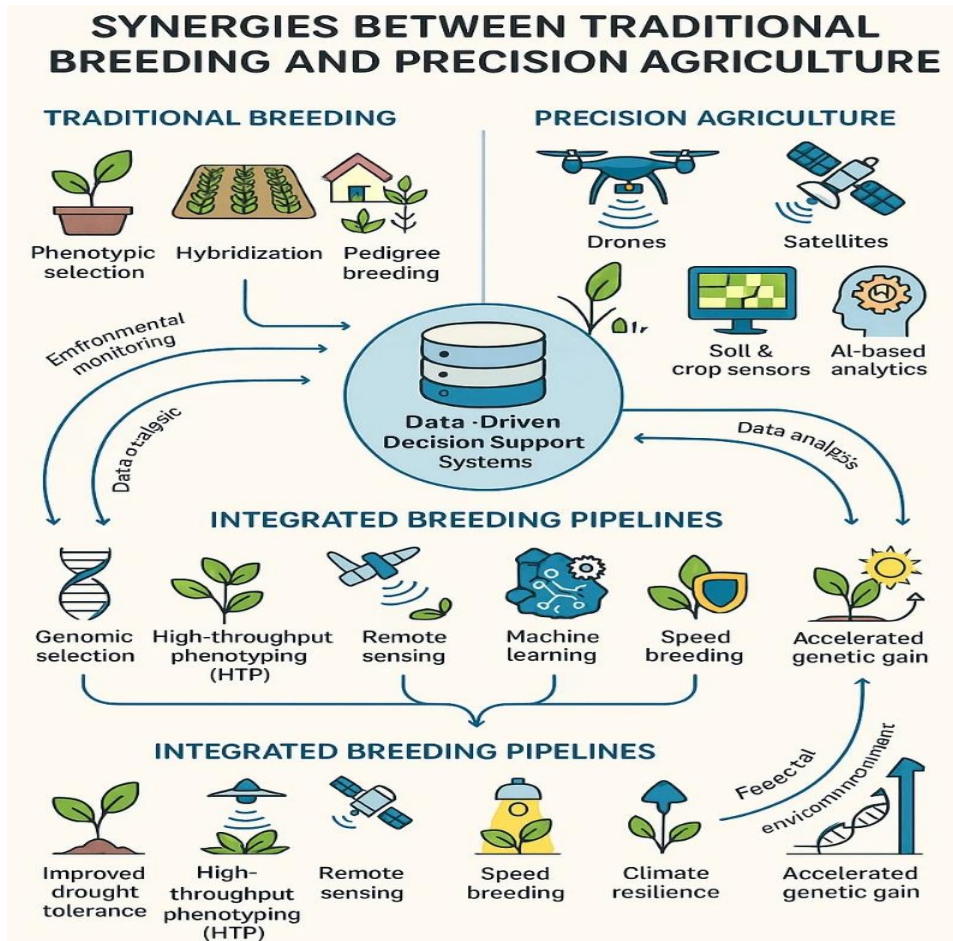 SYNERGIES BETWEEN TRADITIONAL
BREEDING AND PRECISION AGRICULTURE
TRADITIONAL BREEDING
PRECISION AGRICULTURE
Phenotypic
selection
Hybridization
Pedigree
breeding
Drones
Satellites
Soll &
crop sensors
AI-based
analytics
Emfronmental
monitoring
Data
Data -Driven
Decision Support
Systems
Data
INTEGRATED BREEDING PIPELINES
Genomic
selection
High-throughput
phenotyping
(HTP)
Remote
sensing
Machine
learning
Speed
breeding
Accelerated
genetic gain
INTEGRATED BREEDING PIPELINES
Improved
drought
tolerance
High-
throughput
phenotyping
(HTP)
Remote
sensing
Speed
breeding
Climate
resilience
Feeectal
Accelerated
genetic gain